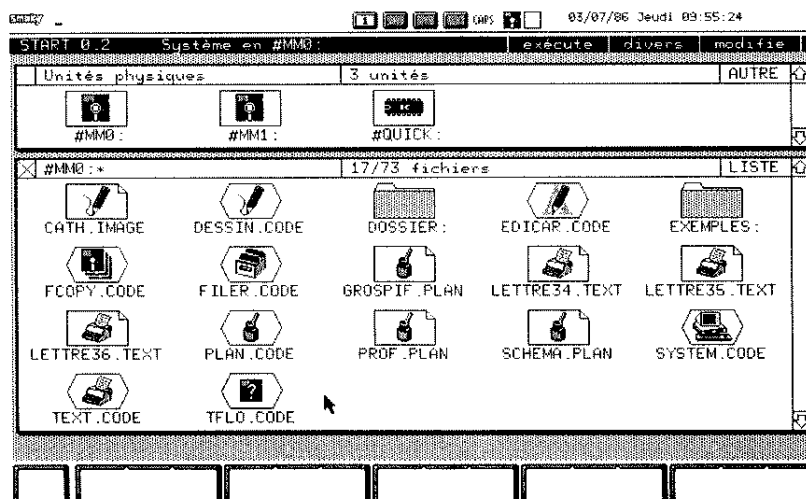 Smaky CAPS 03/07/86 Jeudi 09:55:24
START 0.2 Système en #MM0: exécute divers modifie
Unités physiques 3 unités AUTRE
#MM0: #MM1: #QUICK:
#MM0:* 17/73 fichiers LISTE
CATH.IMAGE DESSIN.CODE DOSSIER: EDICAR.CODE EXEMPLES:
FCOPY.CODE FILER.CODE GROSPIF.PLAN LETTRE34.TEXT LETTRE35.TEXT
LETTRE36.TEXT PLAN.CODE PROF.PLAN SCHEMA.PLAN SYSTEM.CODE
TEXT.CODE TFLO.CODE